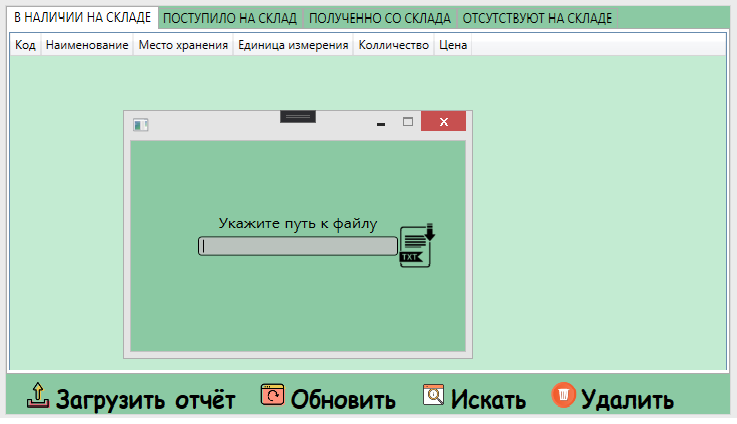 В НАЛИЧИИ НА СКЛАДЕ ПОСТУПИЛО НА СКЛАД ПОЛУЧЕННО СО СКЛАДА ОТСУТСТВУЮТ НА СКЛАДЕ
Код Наименование Место хранения Единица измерения Колличество Цена
Укажите путь к файлу
TXT
Загрузить отчёт Обновить Искать Удалить